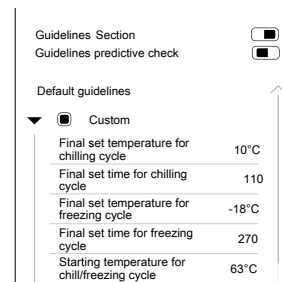 Guidelines Section
Guidelines predictive check
Default guidelines
Custom
Final set temperature for
chilling cycle
10°C
Final set time for chilling
cycle
110
Final set temperature for
freezing cycle
-18°C
Final set time for freezing
cycle
270
Starting temperature for
chill/freezing cycle
63°C